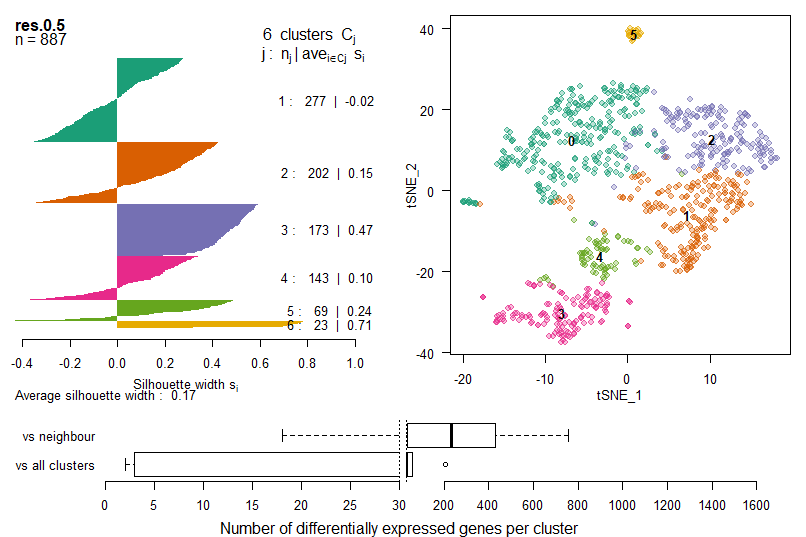 res.0.5
n = 887
6 clusters Cj
j : nj | ave i∈Cj si
1 : 277 | -0.02
2 : 202 | 0.15
3 : 173 | 0.47
4 : 143 | 0.10
5 : 69 | 0.24
6 : 23 | 0.71
-0.4 -0.2 0.0 0.2 0.4 0.6 0.8 1.0
Silhouette width si
Average silhouette width : 0.17
tSNE_2
40
20
0
-20
-40
5
0
2
1
4
3
-20 -10 0 10
tSNE_1
vs neighbour
vs all clusters
0 5 10 15 20 25 30 200 400 600 800 1000 1200 1400 1600
Number of differentially expressed genes per cluster